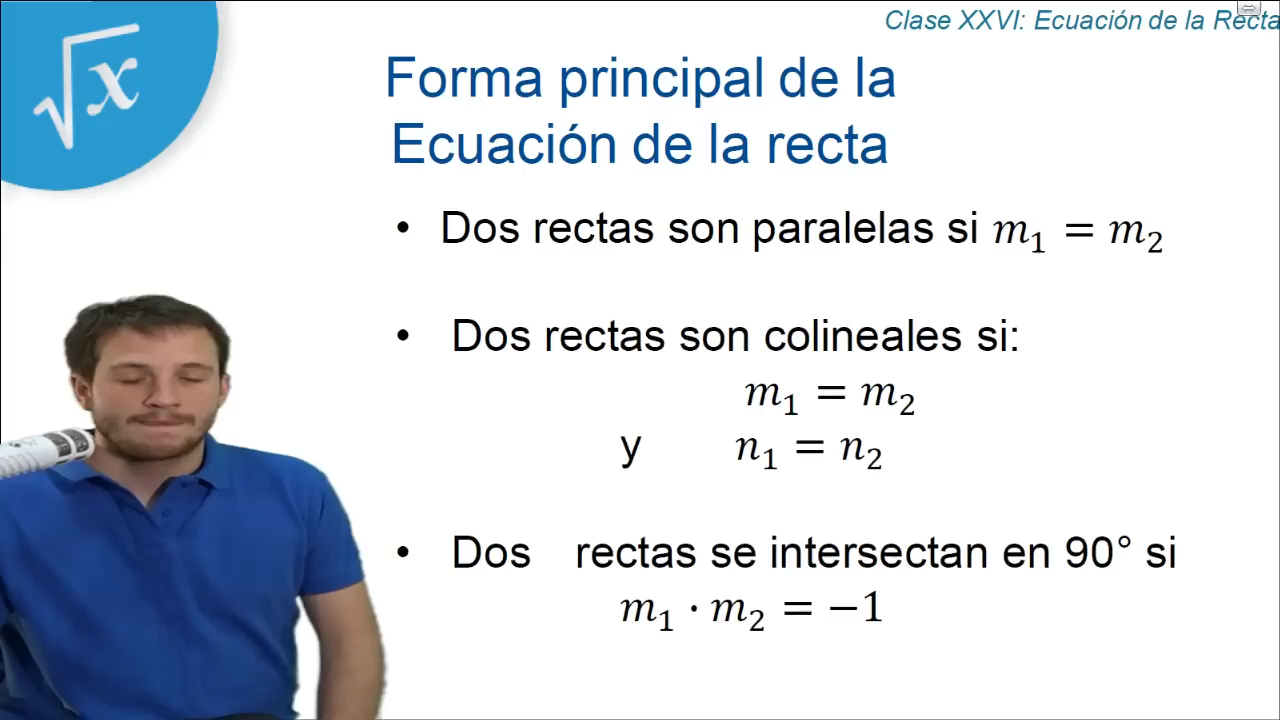 Clase XXVI: Ecuación de la Recta
√x
Forma principal de la
Ecuación de la recta
• Dos rectas son paralelas si m₁ = m₂
• Dos rectas son colineales si:
m₁ = m₂
y n₁ = n₂
• Dos rectas se intersectan en 90° si
m₁ · m₂ = −1